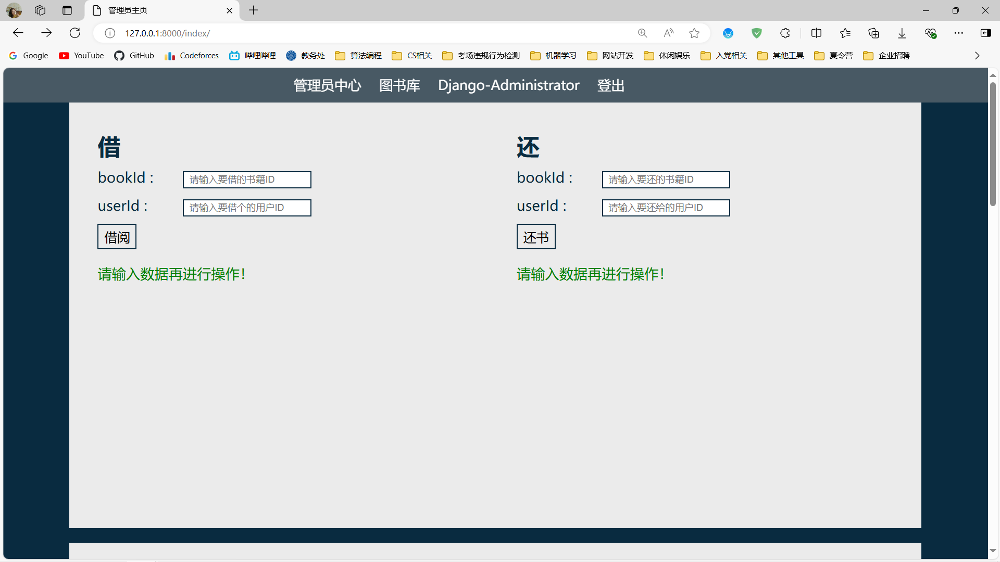 管理员主页
127.0.0.1:8000/index/
Google YouTube GitHub Codeforces 哔哩哔哩 教务处 算法编程 CS相关 考场违规行为检测 机器学习 网站开发 休闲娱乐 入党相关 其他工具 夏令营 企业招聘
管理员中心 图书库 Django-Administrator 登出
借
bookId :
请输入要借的书籍ID
userId :
请输入要借个的用户ID
借阅
请输入数据再进行操作!
还
bookId :
请输入要还的书籍ID
userId :
请输入要还给的用户ID
还书
请输入数据再进行操作!